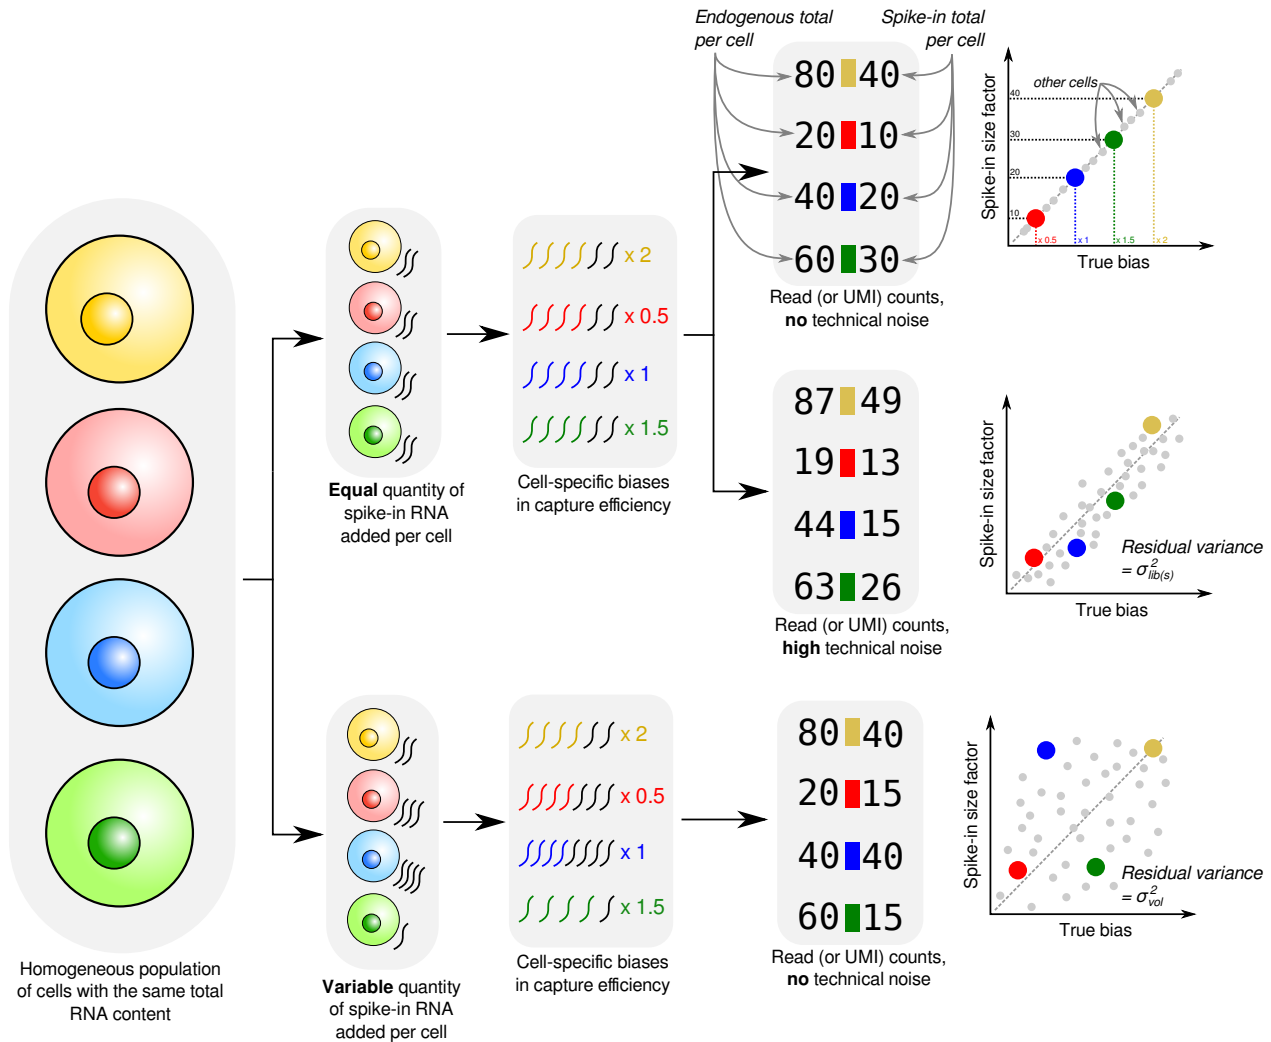 Endogenous total
per cell
Spike-in total
per cell
80 40
20 10
40 20
60 30
Read (or UMI) counts,
no technical noise
Spike-in size factor
other cells
40
30
20
10
x 0.5
x 1
x 1.5
x 2
True bias
Homogeneous population
of cells with the same total
RNA content
Equal quantity of
spike-in RNA
added per cell
x 2
x 0.5
x 1
x 1.5
Cell-specific biases
in capture efficiency
87 49
19 13
44 15
63 26
Read (or UMI) counts,
high technical noise
Spike-in size factor
Residual variance
= σ²lib(s)
True bias
Variable quantity
of spike-in RNA
added per cell
x 2
x 0.5
x 1
x 1.5
Cell-specific biases
in capture efficiency
80 40
20 15
40 40
60 15
Read (or UMI) counts,
no technical noise
Spike-in size factor
Residual variance
= σ²vol
True bias